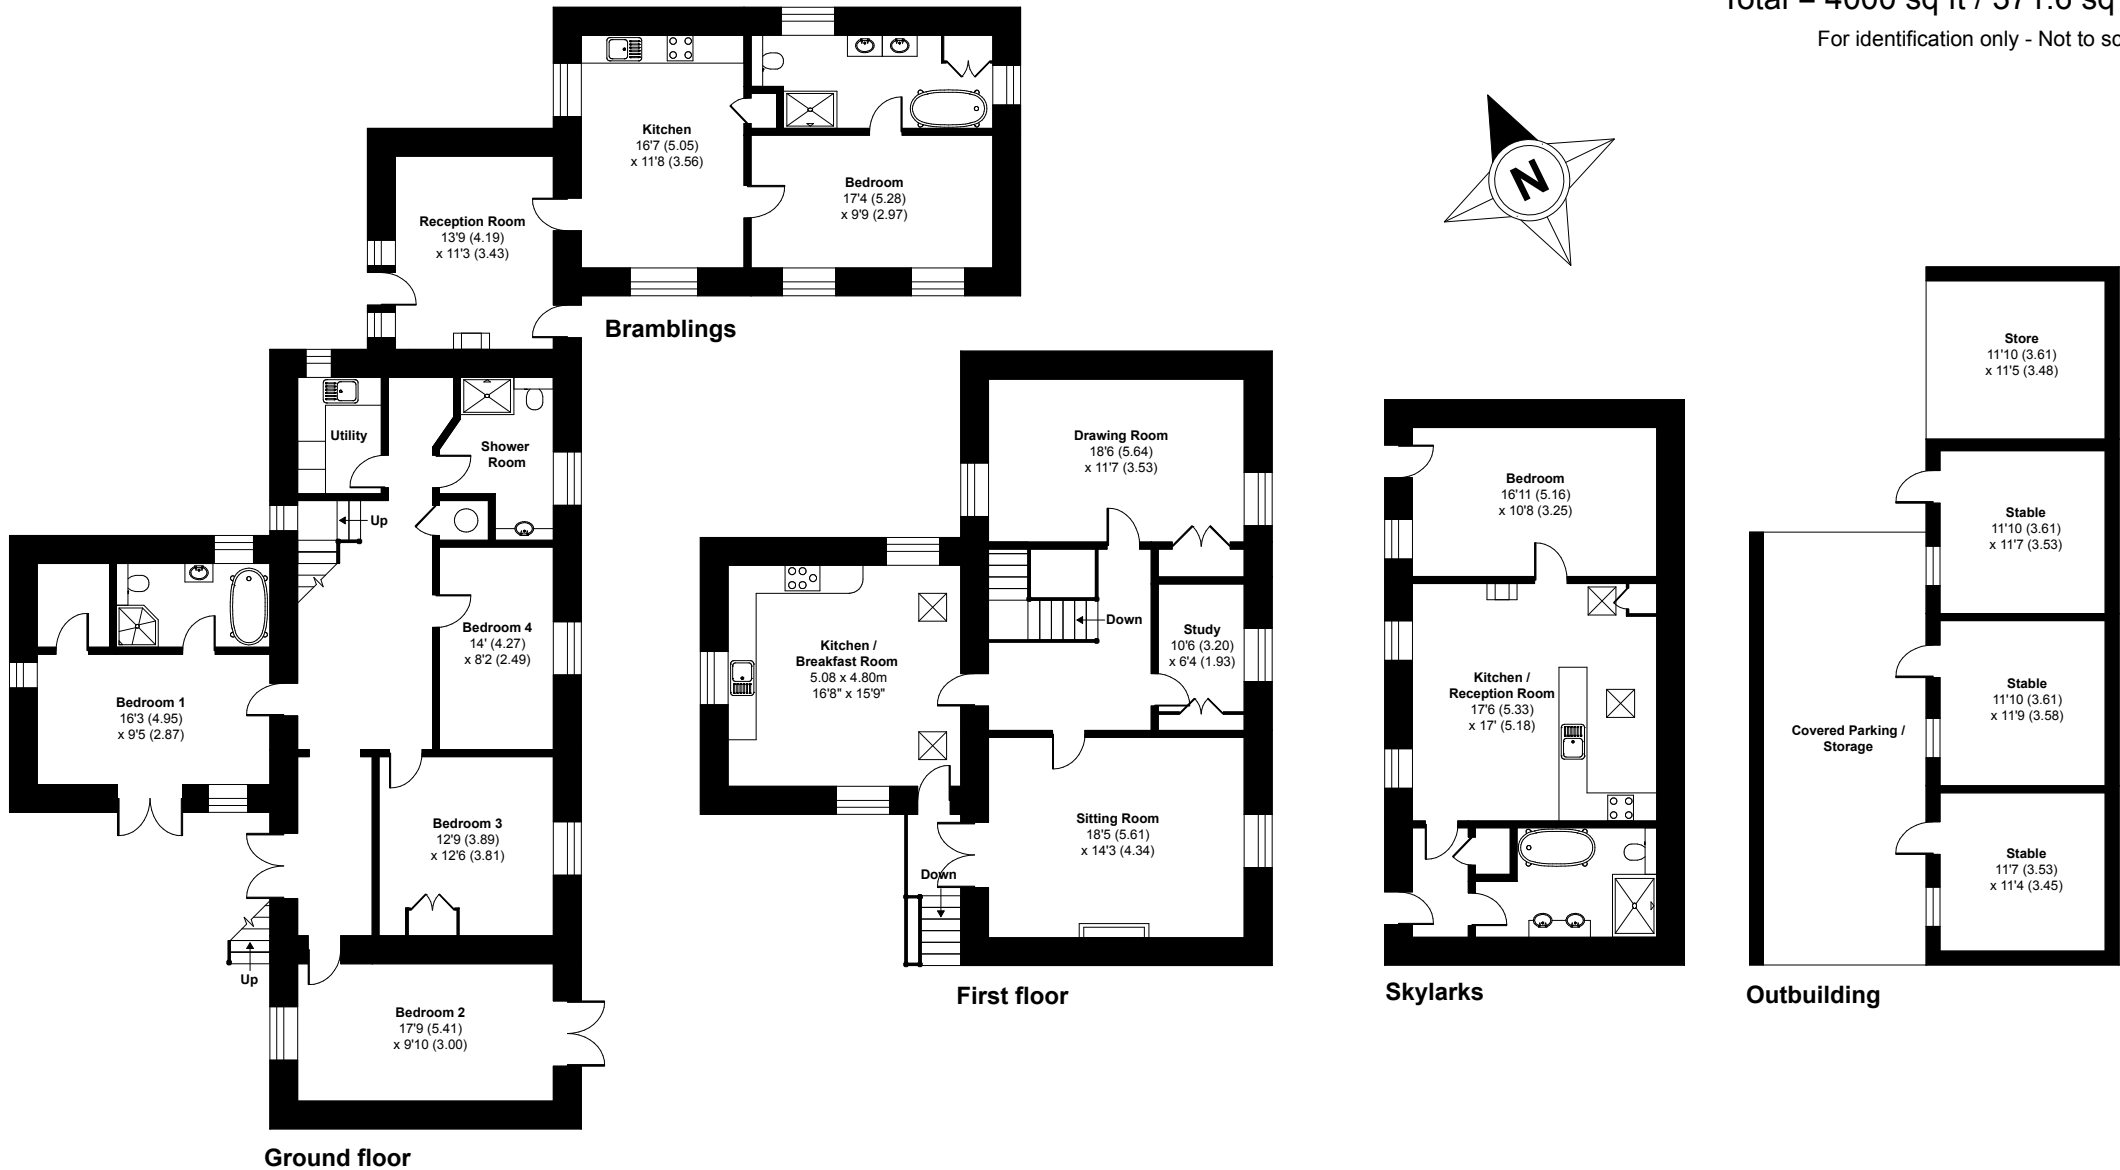 Total = 4000 sq ft / 371.6 sq
For identification only - Not to sc
Kitchen
16'7 (5.05)
x 11'8 (3.56)
Bedroom
17'4 (5.28)
x 9'9 (2.97)
Reception Room
13'9 (4.19)
x 11'3 (3.43)
Bramblings
N
Utility
Shower
Room
Up
Bedroom 4
14' (4.27)
x 8'2 (2.49)
Bedroom 1
16'3 (4.95)
x 9'5 (2.87)
Bedroom 3
12'9 (3.89)
x 12'6 (3.81)
Up
Bedroom 2
17'9 (5.41)
x 9'10 (3.00)
Ground floor
Drawing Room
18'6 (5.64)
x 11'7 (3.53)
Down
Study
10'6 (3.20)
x 6'4 (1.93)
Kitchen /
Breakfast Room
5.08 x 4.80m
16'8" x 15'9"
Sitting Room
18'5 (5.61)
x 14'3 (4.34)
Down
First floor
Bedroom
16'11 (5.16)
x 10'8 (3.25)
Kitchen /
Reception Room
17'6 (5.33)
x 17' (5.18)
Skylarks
Store
11'10 (3.61)
x 11'5 (3.48)
Stable
11'10 (3.61)
x 11'7 (3.53)
Stable
11'10 (3.61)
x 11'9 (3.58)
Covered Parking /
Storage
Stable
11'7 (3.53)
x 11'4 (3.45)
Outbuilding